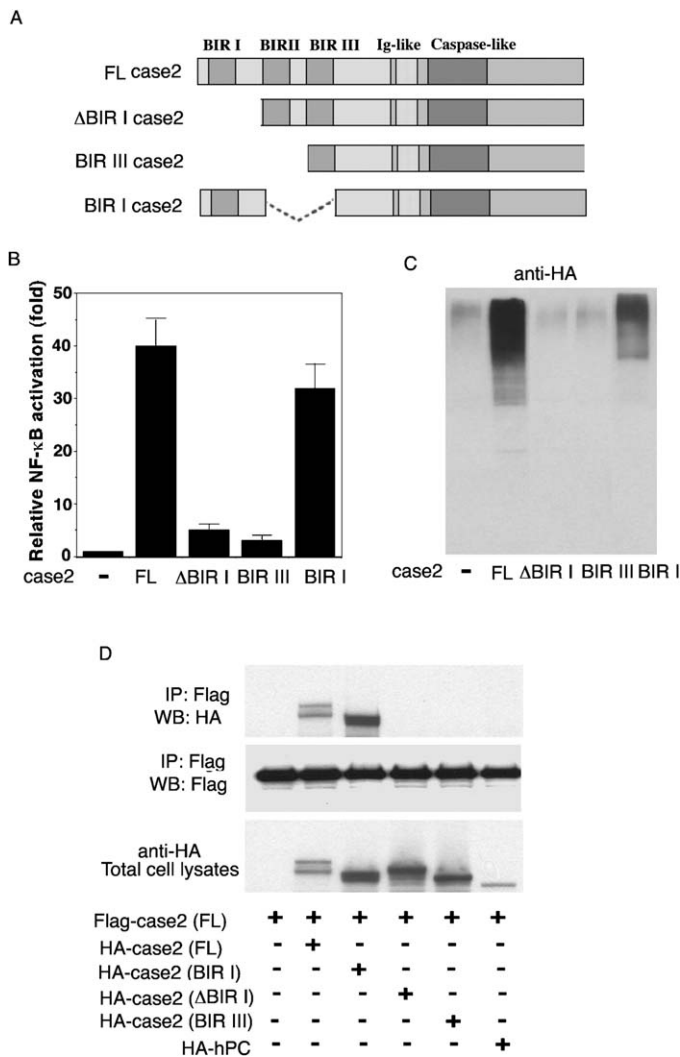 A
BIR I BIRII BIR III Ig-like Caspase-like
FL case2
ΔBIR I case2
BIR III case2
BIR I case2
B
Relative NF-κB activation (fold)
50
40
30
20
10
5
0
case2 - FL ΔBIR I BIR III BIR I
C
anti-HA
case2 - FL ΔBIR I BIR III BIR I
D
IP: Flag
WB: HA
IP: Flag
WB: Flag
anti-HA
Total cell lysates
Flag-case2 (FL) + + + + + +
HA-case2 (FL) - + - - - -
HA-case2 (BIR I) - - + - - -
HA-case2 (ΔBIR I) - - - + - -
HA-case2 (BIR III) - - - - + -
HA-hPC - - - - - +